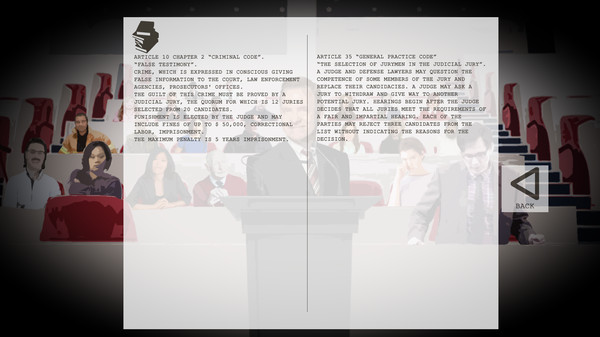 ARTICLE 10 CHAPTER 2 "CRIMINAL CODE".
"FALSE TESTIMONY".
CRIME, WHICH IS EXPRESSED IN CONSCIOUS GIVING
FALSE INFORMATION TO THE COURT, LAW ENFORCEMENT
AGENCIES, PROSECUTORS' OFFICES.
THE GUILT OF THIS CRIME MUST BE PROVED BY A
JUDICIAL JURY, THE QUORUM FOR WHICH IS 12 JURIES
SELECTED FROM 20 CANDIDATES.
PUNISHMENT IS ELECTED BY THE JUDGE AND MAY
INCLUDE FINES OF UP TO $ 50,000, CORRECTIONAL
LABOR, IMPRISONMENT.
THE MAXIMUM PENALTY IS 5 YEARS IMPRISONMENT.
ARTICLE 35 "GENERAL PRACTICE CODE"
"THE SELECTION OF JURYMEN IN THE JUDICIAL JURY".
A JUDGE AND DEFENSE LAWYERS MAY QUESTION THE
COMPETENCE OF SOME MEMBERS OF THE JURY AND
REPLACE THEIR CANDIDACIES. A JUDGE MAY ASK A
JURY TO WITHDRAW AND GIVE WAY TO ANOTHER
POTENTIAL JURY. HEARINGS BEGIN AFTER THE JUDGE
DECIDES THAT ALL JURIES MEET THE REQUIREMENTS OF
A FAIR AND IMPARTIAL HEARING. EACH OF THE
PARTIES MAY REJECT THREE CANDIDATES FROM THE
LIST WITHOUT INDICATING THE REASONS FOR THE
DECISION.
BACK